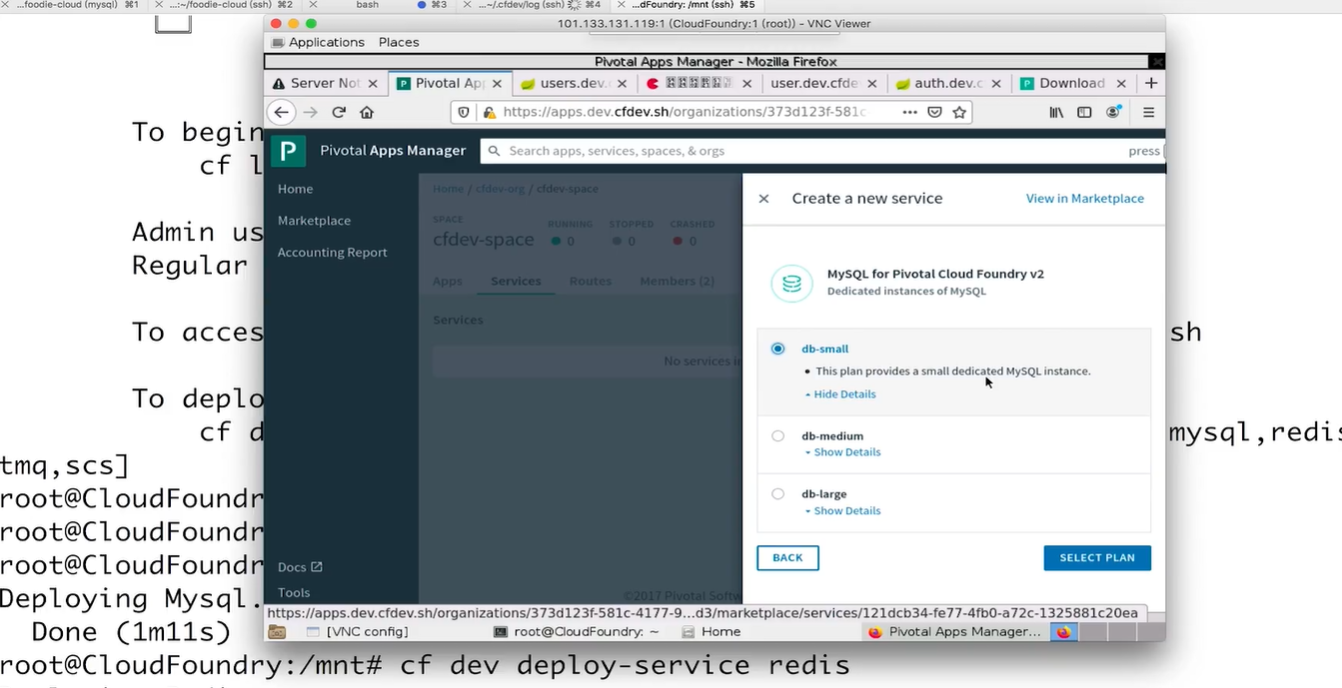 ...foodie-cloud (mysql) ⌘1 × ...:~/foodie-cloud (ssh) ⌘2 × bash ⌘3 × ...~/.cfdev/log (ssh) ⌘4 × ...dFoundry: /mnt (ssh) ⌘5
101.133.131.119:1 (CloudFoundry:1 (root)) - VNC Viewer
Applications Places
Pivotal Apps Manager - Mozilla Firefox
Server Not Pivotal App users.dev. user.dev.cfde auth.dev.c Download
https://apps.dev.cfdev.sh/organizations/373d123f-581c
P Pivotal Apps Manager Search apps, services, spaces, & orgs press
Home
Marketplace
Accounting Report
Docs
Tools
Home / cfdev-org / cfdev-space
SPACE RUNNING STOPPED CRASHED
cfdev-space 0 0 0
Apps Services Routes Members (2)
Services
No services in
©2017 Pivotal Softw
Create a new service View in Marketplace
MySQL for Pivotal Cloud Foundry v2
Dedicated instances of MySQL
db-small
• This plan provides a small dedicated MySQL instance.
Hide Details
db-medium
Show Details
db-large
Show Details
BACK SELECT PLAN
https://apps.dev.cfdev.sh/organizations/373d123f-581c-4177-9...d3/marketplace/services/121dcb34-fe77-4fb0-a72c-1325881c20ea
[VNC config] root@CloudFoundry: ~ Home Pivotal Apps Manager...
To begin
cf l
Admin us
Regular
To acces sh
To deplo
cf d mysql,redis
tmq,scs]
root@CloudFoundry
root@CloudFoundry
root@CloudFoundry
Deploying Mysql.
Done (1m11s)
root@CloudFoundry:/mnt# cf dev deploy-service redis